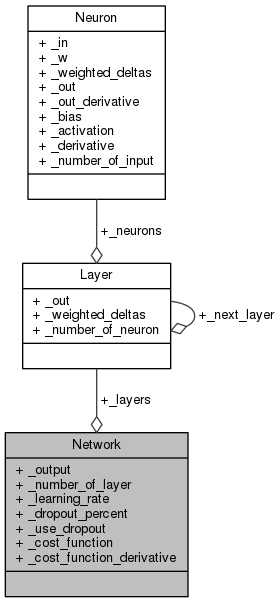 Neuron
+ _in
+ _w
+ _weighted_deltas
+ _out
+ _out_derivative
+ _bias
+ _activation
+ _derivative
+ _number_of_input
+_neurons
Layer
+ _out
+ _weighted_deltas
+ _number_of_neuron
+_next_layer
+_layers
Network
+ _output
+ _number_of_layer
+ _learning_rate
+ _dropout_percent
+ _use_dropout
+ _cost_function
+ _cost_function_derivative